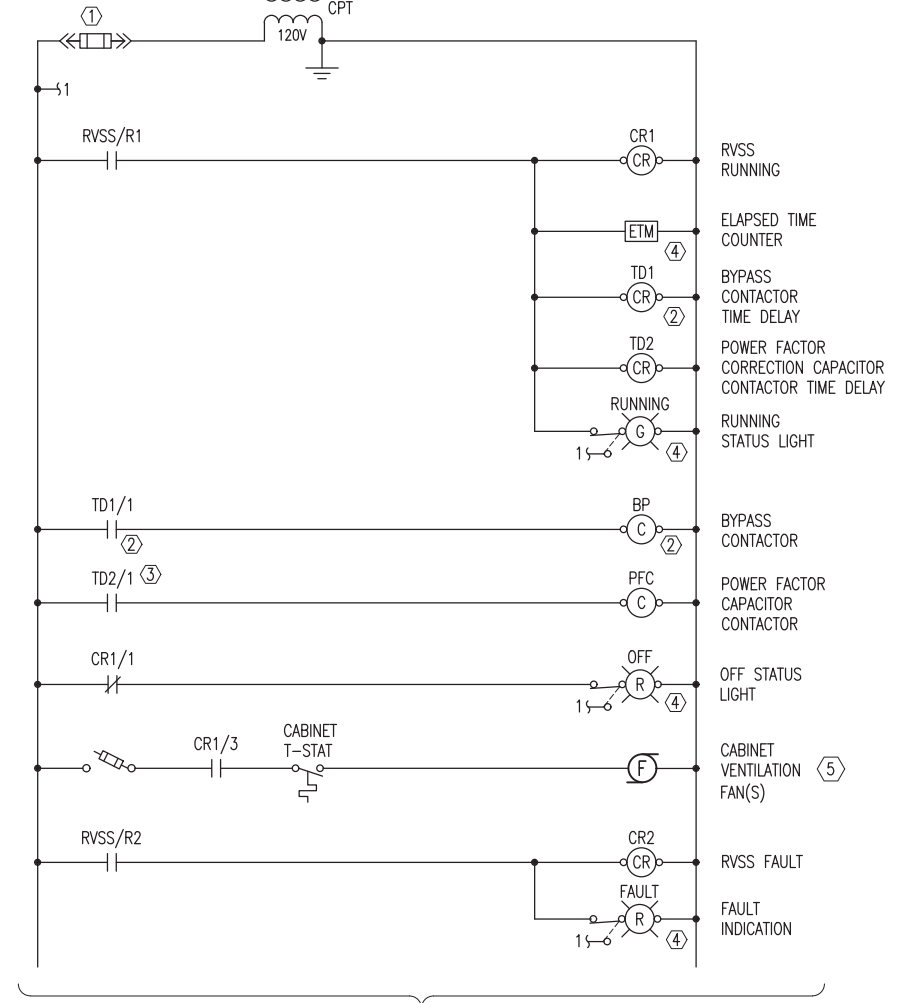 CPT
1
120V
1
RVSS/R1
CR1
CR
RVSS
RUNNING
ETM
4
ELAPSED TIME
COUNTER
TD1
CR
2
BYPASS
CONTACTOR
TIME DELAY
TD2
CR
POWER FACTOR
CORRECTION CAPACITOR
CONTACTOR TIME DELAY
RUNNING
G
1
4
RUNNING
STATUS LIGHT
TD1/1
2
BP
C
2
BYPASS
CONTACTOR
TD2/1
3
PFC
C
POWER FACTOR
CAPACITOR
CONTACTOR
CR1/1
OFF
R
1
4
OFF STATUS
LIGHT
CR1/3
CABINET
T-STAT
F
CABINET
VENTILATION
FAN(S)
5
RVSS/R2
CR2
CR
RVSS FAULT
FAULT
R
1
4
FAULT
INDICATION